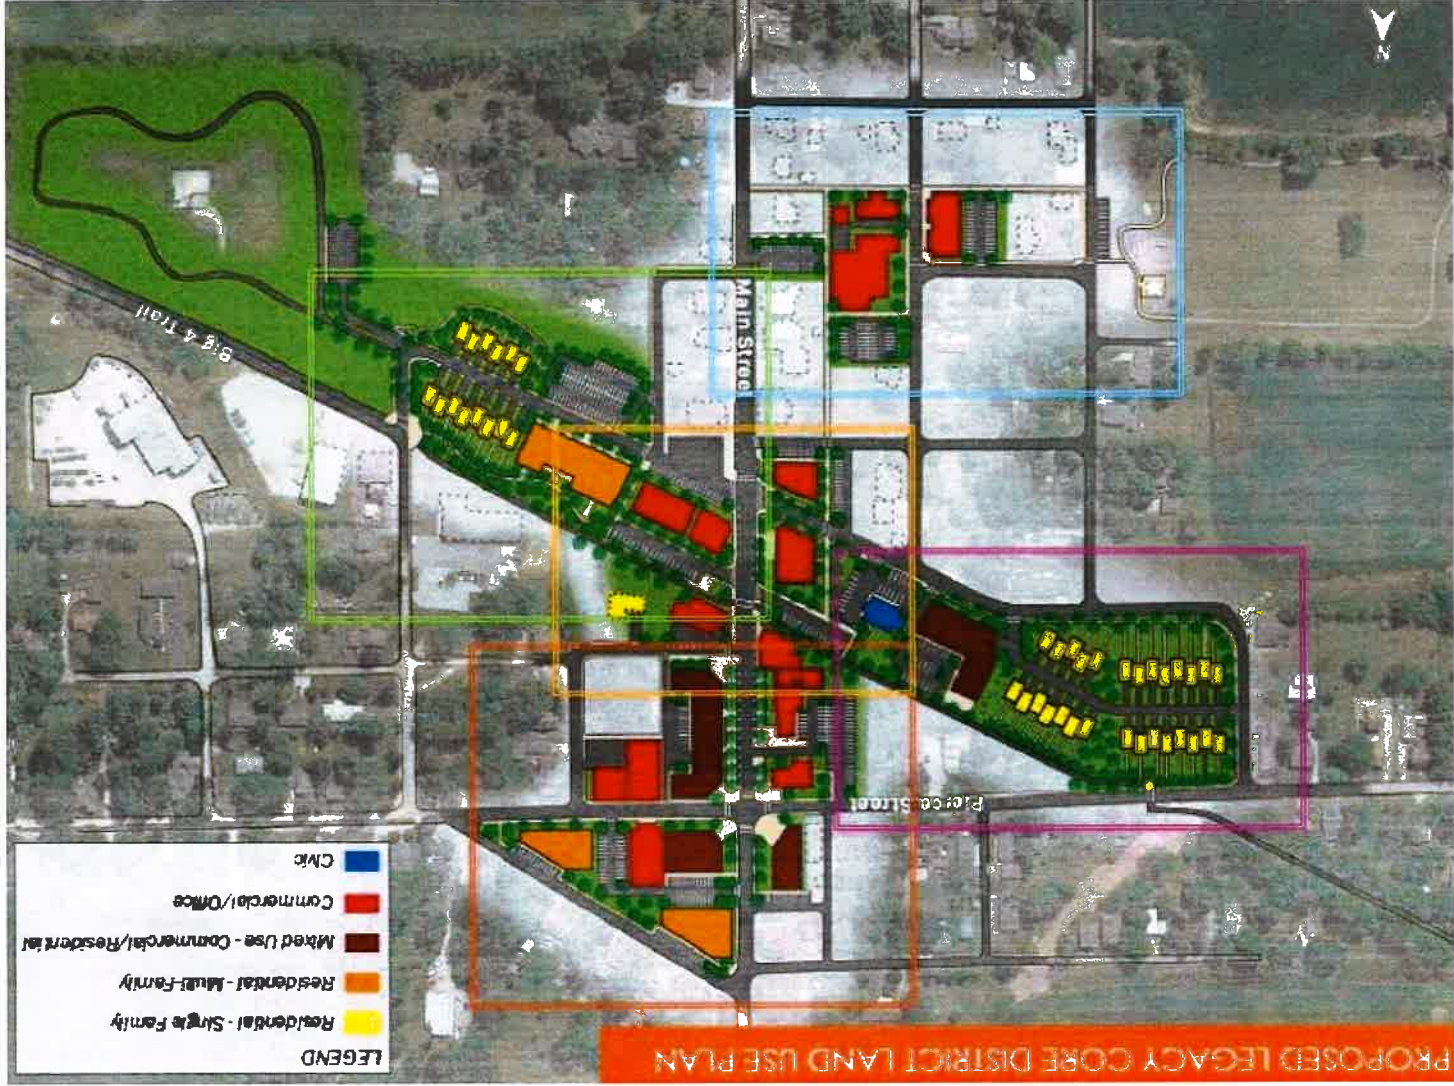 PROPOSED LEGACY CORE DISTRICT LAND USE PLAN
LEGEND
Residential - Single Family
Residential - Multi-Family
Mixed Use - Commercial/Residential
Commercial/Office
Civic
Pierce Street
Main Street
Big 4 Trail
N